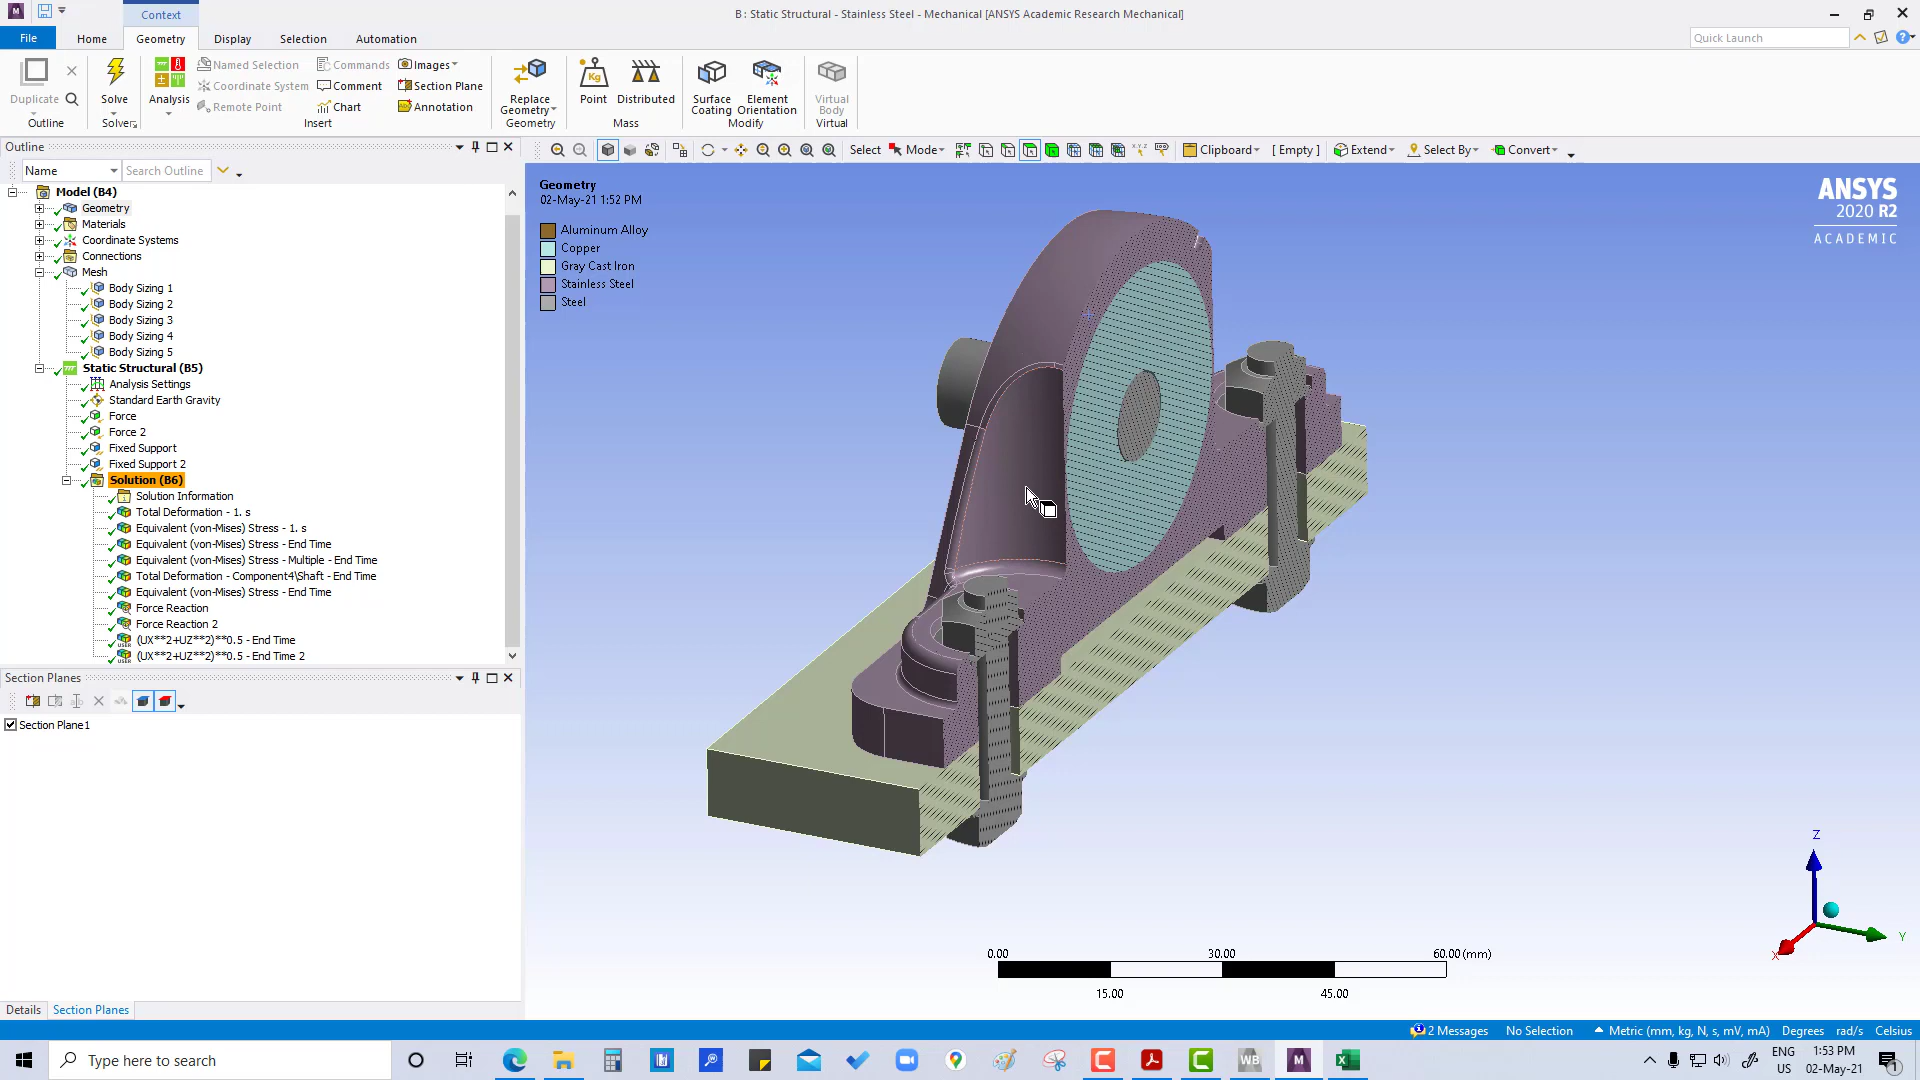 Context
B : Static Structural - Stainless Steel - Mechanical [ANSYS Academic Research Mechanical]
File Home Geometry Display Selection Automation
Quick Launch
Duplicate
Outline
Solve
Solver
Analysis
Named Selection
Coordinate System
Remote Point
Commands
Comment
Chart
Images
Section Plane
Annotation
Insert
Replace
Geometry
Geometry
Point
Distributed
Mass
Surface
Coating
Element
Orientation
Modify
Virtual
Body
Virtual
Outline
Name
Search Outline
Select Mode Clipboard [ Empty ] Extend Select By Convert
Model (B4)
Geometry
Materials
Coordinate Systems
Connections
Mesh
Body Sizing 1
Body Sizing 2
Body Sizing 3
Body Sizing 4
Body Sizing 5
Static Structural (B5)
Analysis Settings
Standard Earth Gravity
Force
Force 2
Fixed Support
Fixed Support 2
Solution (B6)
Solution Information
Total Deformation - 1. s
Equivalent (von-Mises) Stress - 1. s
Equivalent (von-Mises) Stress - End Time
Equivalent (von-Mises) Stress - Multiple - End Time
Total Deformation - Component4\Shaft - End Time
Equivalent (von-Mises) Stress - End Time
Force Reaction
Force Reaction 2
(UX**2+UZ**2)**0.5 - End Time
(UX**2+UZ**2)**0.5 - End Time 2
Section Planes
Section Plane1
Details Section Planes
Geometry
02-May-21 1:52 PM
Aluminum Alloy
Copper
Gray Cast Iron
Stainless Steel
Steel
ANSYS
2020 R2
ACADEMIC
Z
Y
X
0.00 30.00 60.00 (mm)
15.00 45.00
2 Messages No Selection Metric (mm, kg, N, s, mV, mA) Degrees rad/s Celsius
Type here to search
WB
M
ENG
US
1:53 PM
02-May-21
1